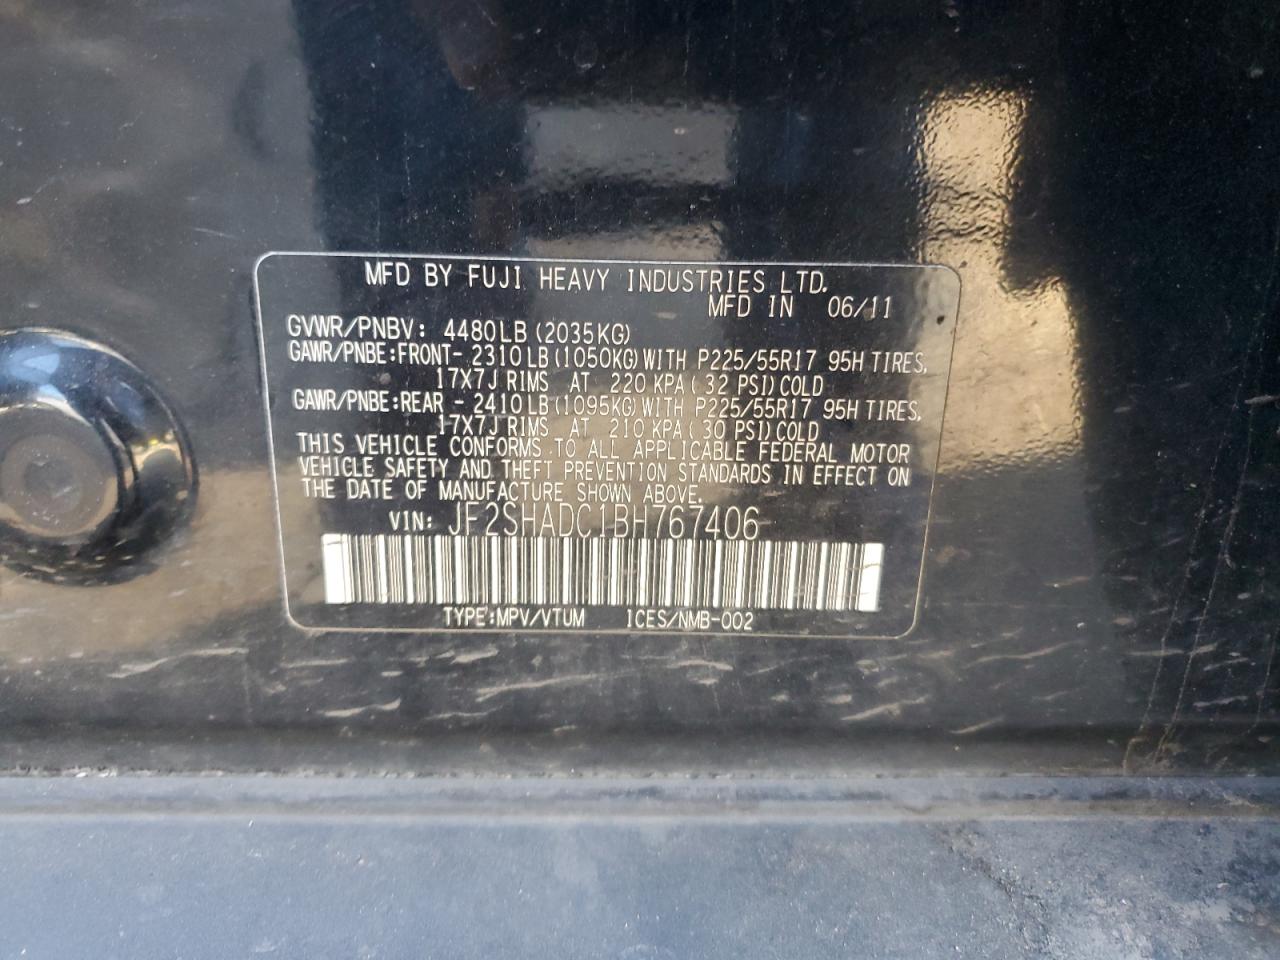 MFD BY FUJI HEAVY INDUSTRIES LTD.
MFD IN 06/11
GVWR/PNBV: 4480LB(2035KG)
GAWR/PNBE:FRONT- 2310LB(1050KG)WITH P225/55R17 95H TIRES,
17X7J RIMS AT 220 KPA(32 PSI)COLD
GAWR/PNBE:REAR - 2410LB(1095KG)WITH P225/55R17 95H TIRES,
17X7J RIMS AT 210 KPA(30 PSI)COLD
THIS VEHICLE CONFORMS TO ALL APPLICABLE FEDERAL MOTOR
VEHICLE SAFETY AND THEFT PREVENTION STANDARDS IN EFFECT ON
THE DATE OF MANUFACTURE SHOWN ABOVE.
VIN: JF2SHADC1BH767406
TYPE:MPV/VTUM ICES/NMB-002